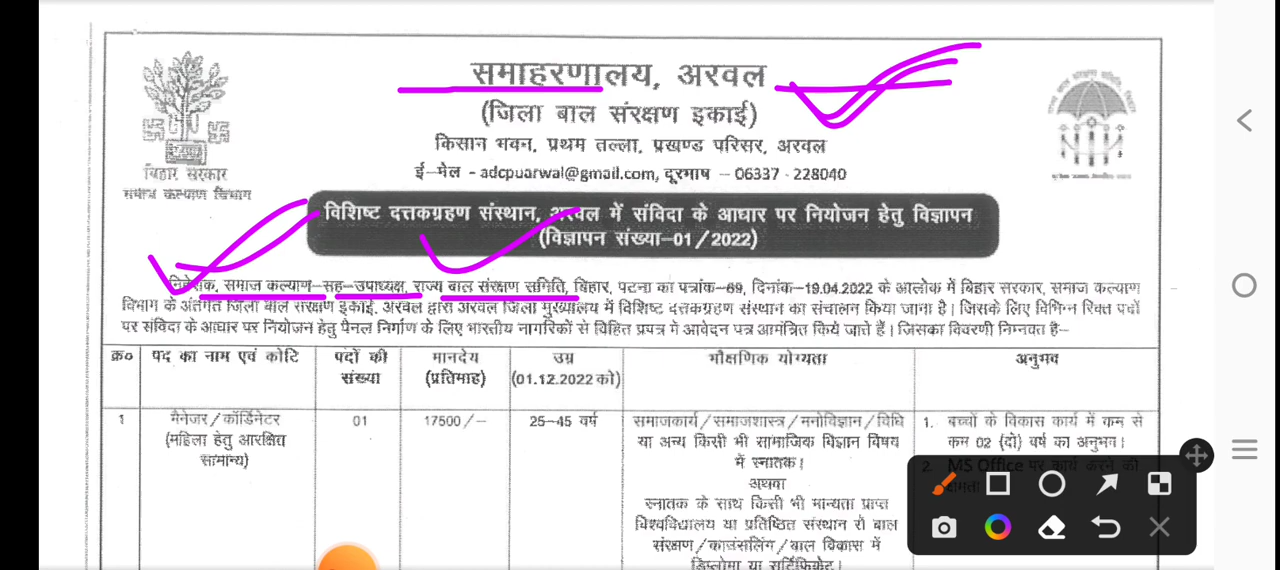 समाहरणालय, अरवल
(जिला बाल संरक्षण इकाई)
किसान भवन, प्रथम तल्ला, प्रखण्ड परिसर, अरवल
ई-मेल - adcpuarwal@gmail.com, दूरभाष - 06337 - 228040
बिहार सरकार
समाज कल्याण विभाग
विशिष्ट दत्तकग्रहण संस्थान, अरवल में संविदा के आधार पर नियोजन हेतु विज्ञापन
(विज्ञापन संख्या-01/2022)
निदेशक, समाज कल्याण-सह-उपाध्यक्ष, राज्य बाल संरक्षण समिति, बिहार, पटना का पत्रांक-69, दिनांक-19.04.2022 के आलोक में बिहार सरकार, समाज कल्याण
विभाग के अंतर्गत जिला बाल संरक्षण इकाई, अरवल द्वारा अरवल जिला मुख्यालय में विशिष्ट दत्तकग्रहण संस्थान का संचालन किया जाना है। जिसके लिए विभिन्न रिक्त पदों
पर संविदा के आधार पर नियोजन हेतु पैनल निर्माण के लिए भारतीय नागरिकों से विहित प्रपत्र में आवेदन पत्र आमंत्रित किये जाते हैं। जिसका विवरणी निम्नवत है:-
क्र० पद का नाम एवं कोटि पदों की संख्या मानदेय (प्रतिमाह) उम्र (01.12.2022 को) शैक्षणिक योग्यता अनुभव
1 मैनेजर/कॉर्डिनेटर 01 17500/- 25-45 वर्ष समाजकार्य/समाजशास्त्र/मनोविज्ञान/विधि 1. बच्चों के विकास कार्य में कम से
(महिला हेतु आरक्षित या अन्य किसी भी सामाजिक विज्ञान विषय कम 02 (दो) वर्ष का अनुभव।
सामान्य) में स्नातक। 2. MS Office पर कार्य करने की
अथवा क्षमता
स्नातक के साथ किसी भी मान्यता प्राप्त
विश्वविद्यालय या प्रतिष्ठित संस्थान से बाल
संरक्षण/काउंसलिंग/बाल विकास में
डिप्लोमा या सर्टिफिकेट।